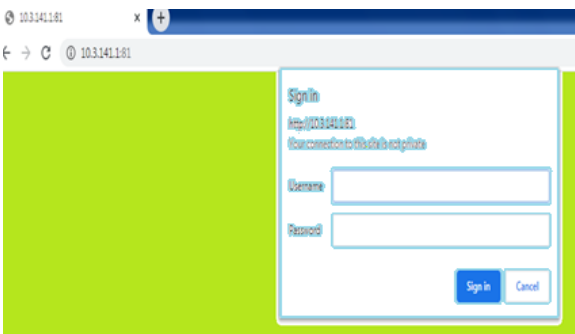 10.3.141.1:81
10.3.141.1:81
Sign in
http://10.3.141.1:81
Your connection to this site is not private
Username
Password
Sign in Cancel